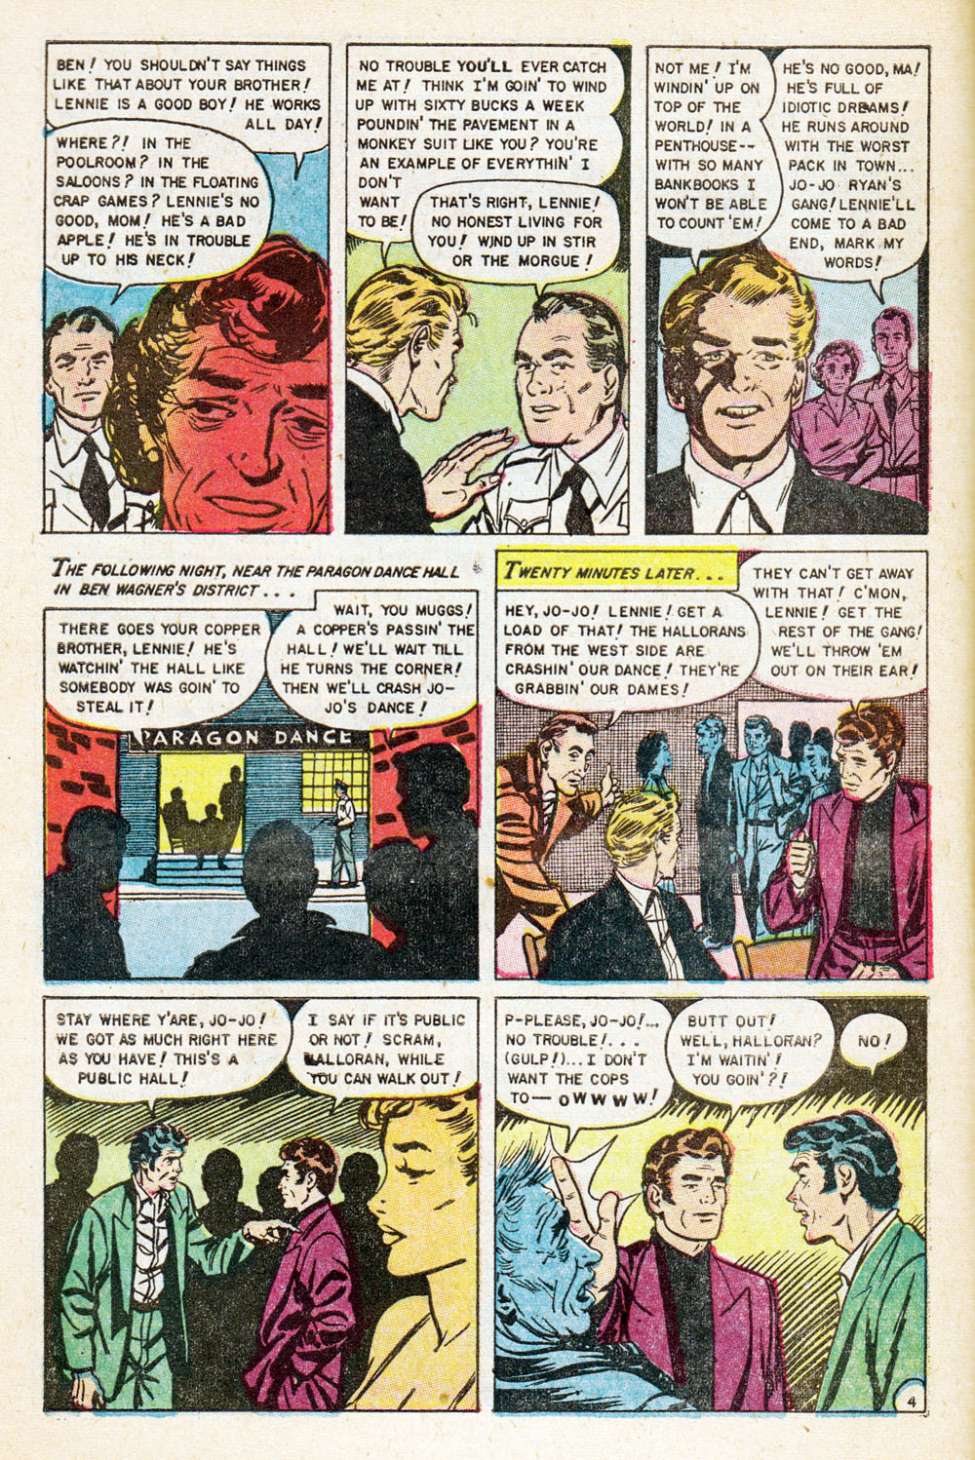 BEN! YOU SHOULDN'T SAY THINGS
LIKE THAT ABOUT YOUR BROTHER!
LENNIE IS A GOOD BOY! HE WORKS
ALL DAY!
WHERE?! IN THE
POOLROOM? IN THE
SALOONS? IN THE FLOATING
CRAP GAMES? LENNIE'S NO
GOOD, MOM! HE'S A BAD
APPLE! HE'S IN TROUBLE
UP TO HIS NECK!
NO TROUBLE YOU'LL EVER CATCH
ME AT! THINK I'M GOIN' TO WIND
UP WITH SIXTY BUCKS A WEEK
POUNDIN' THE PAVEMENT IN A
MONKEY SUIT LIKE YOU? YOU'RE
AN EXAMPLE OF EVERYTHIN' I
DON'T
WANT
TO BE!
THAT'S RIGHT, LENNIE!
NO HONEST LIVING FOR
YOU! WIND UP IN STIR
OR THE MORGUE!
NOT ME! I'M
WINDIN' UP ON
TOP OF THE
WORLD! IN A
PENTHOUSE--
WITH SO MANY
BANKBOOKS I
WON'T BE ABLE
TO COUNT 'EM!
HE'S NO GOOD, MA!
HE'S FULL OF
IDIOTIC DREAMS!
HE RUNS AROUND
WITH THE WORST
PACK IN TOWN...
JO-JO RYAN'S
GANG! LENNIE'LL
COME TO A BAD
END, MARK MY
WORDS!
THE FOLLOWING NIGHT, NEAR THE PARAGON DANCE HALL
IN BEN WAGNER'S DISTRICT...
THERE GOES YOUR COPPER
BROTHER, LENNIE! HE'S
WATCHIN' THE HALL LIKE
SOMEBODY WAS GOIN' TO
STEAL IT!
WAIT, YOU MUGGS!
A COPPER'S PASSIN' THE
HALL! WE'LL WAIT TILL
HE TURNS THE CORNER!
THEN WE'LL CRASH JO-
JO'S DANCE!
PARAGON DANCE
TWENTY MINUTES LATER...
HEY, JO-JO! LENNIE! GET A
LOAD OF THAT! THE HALLORANS
FROM THE WEST SIDE ARE
CRASHIN' OUR DANCE! THEY'RE
GRABBIN' OUR DAMES!
THEY CAN'T GET AWAY
WITH THAT! C'MON,
LENNIE! GET THE
REST OF THE GANG!
WE'LL THROW 'EM
OUT ON THEIR EAR!
STAY WHERE Y'ARE, JO-JO!
WE GOT AS MUCH RIGHT HERE
AS YOU HAVE! THIS'S A
PUBLIC HALL!
I SAY IF IT'S PUBLIC
OR NOT! SCRAM,
HALLORAN, WHILE
YOU CAN WALK OUT!
P-PLEASE, JO-JO!...
NO TROUBLE!...
(GULP!)...I DON'T
WANT THE COPS
TO— OWWWW!
BUTT OUT!
WELL, HALLORAN?
I'M WAITIN'!
YOU GOIN'?!
NO!
4